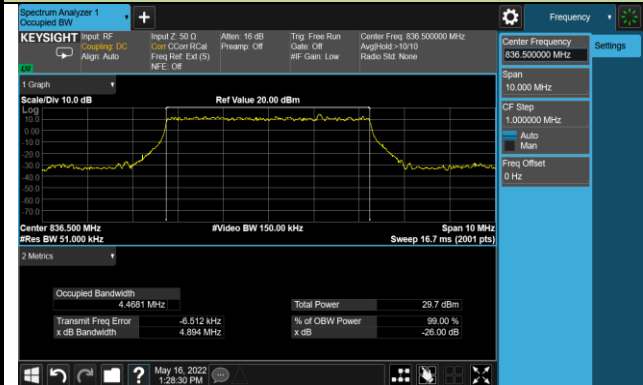 Spectrum Analyzer 1
Occupied BW
Frequency
KEYSIGHT
Input: RF
Coupling: DC
Align: Auto
Input Z: 50 Ω
Corr CCorr RCal
Freq Ref: Ext (S)
NFE: Off
Atten: 16 dB
Preamp: Off
Trig: Free Run
Gate: Off
#IF Gain: Low
Center Freq: 836.500000 MHz
Avg|Hold:>10/10
Radio Std: None
1 Graph
Scale/Div 10.0 dB
Ref Value 20.00 dBm
Log
10.0
0.00
-10.0
-20.0
-30.0
-40.0
-50.0
-60.0
-70.0
Center 836.500 MHz
#Video BW 150.00 kHz
Span 10 MHz
#Res BW 51.000 kHz
Sweep 16.7 ms (2001 pts)
2 Metrics
Occupied Bandwidth
4.4681 MHz
Total Power 29.7 dBm
Transmit Freq Error -6.512 kHz
% of OBW Power 99.00 %
x dB Bandwidth 4.894 MHz
x dB -26.00 dB
Center Frequency
836.500000 MHz
Settings
Span
10.000 MHz
CF Step
1.000000 MHz
Auto
Man
Freq Offset
0 Hz
May 16, 2022
1:28:30 PM